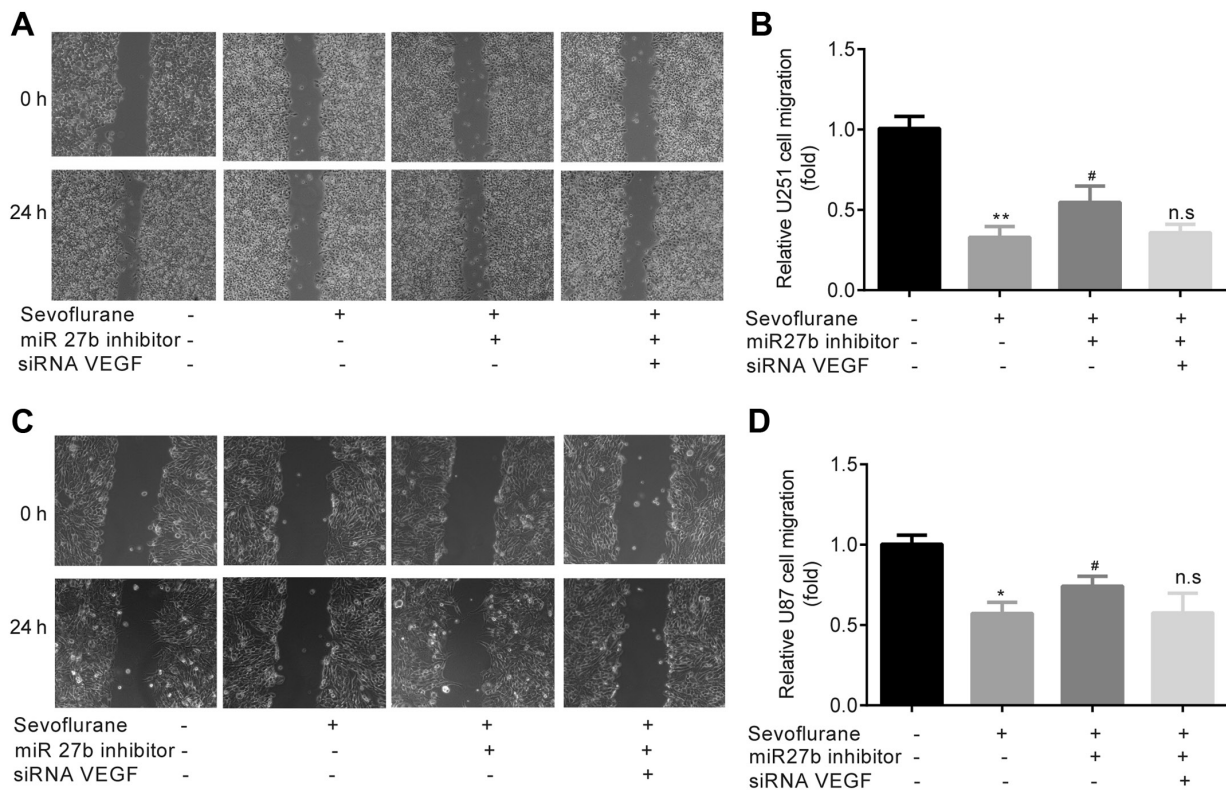 A
0 h
24 h
Sevoflurane - + + +
miR 27b inhibitor - - + +
siRNA VEGF - - - +
B
Relative U251 cell migration
(fold)
1.5
1.0
0.5
0.0
**
#
n.s
Sevoflurane - + + +
miR27b inhibitor - - + +
siRNA VEGF - - - +
C
0 h
24 h
Sevoflurane - + + +
miR 27b inhibitor - - + +
siRNA VEGF - - - +
D
Relative U87 cell migration
(fold)
1.5
1.0
0.5
0.0
*
#
n.s
Sevoflurane - + + +
miR27b inhibitor - - + +
siRNA VEGF - - - +